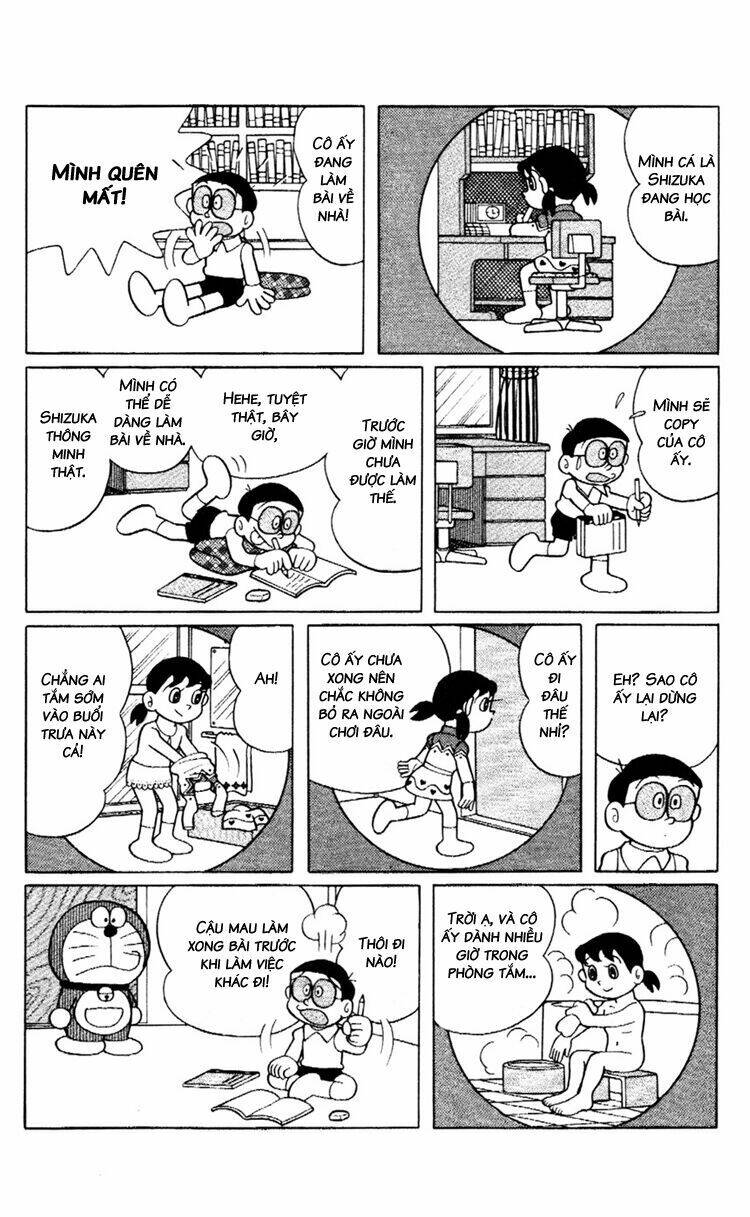 MÌNH CÁ LÀ
SHIZUKA
ĐANG HỌC
BÀI.
CÔ ẤY
ĐANG
LÀM
BÀI VỀ
NHÀ!
MÌNH QUÊN
MẤT!
MÌNH SẼ
COPY
CỦA CÔ
ẤY.
TRƯỚC
GIỜ MÌNH
CHƯA
ĐƯỢC LÀM
THẾ.
HEHE, TUYỆT
THẬT, BÂY
GIỜ,
MÌNH CÓ
THỂ DỄ
DÀNG LÀM
BÀI VỀ NHÀ.
SHIZUKA
THÔNG
MINH
THẬT.
EH? SAO CÔ
ẤY LẠI DỪNG
LẠI?
CÔ ẤY
ĐI
ĐÂU
THẾ
NHỈ?
CÔ ẤY CHƯA
XONG NÊN
CHẮC KHÔNG
BỎ RA NGOÀI
CHƠI ĐÂU.
AH!
CHẲNG AI
TẮM SỚM
VÀO BUỔI
TRƯA NÀY
CẢ!
TRỜI Ạ, VÀ CÔ
ẤY DÀNH NHIỀU
GIỜ TRONG
PHÒNG TẮM...
THÔI ĐI
NÀO!
CẬU MAU LÀM
XONG BÀI TRƯỚC
KHI LÀM VIỆC
KHÁC ĐI!